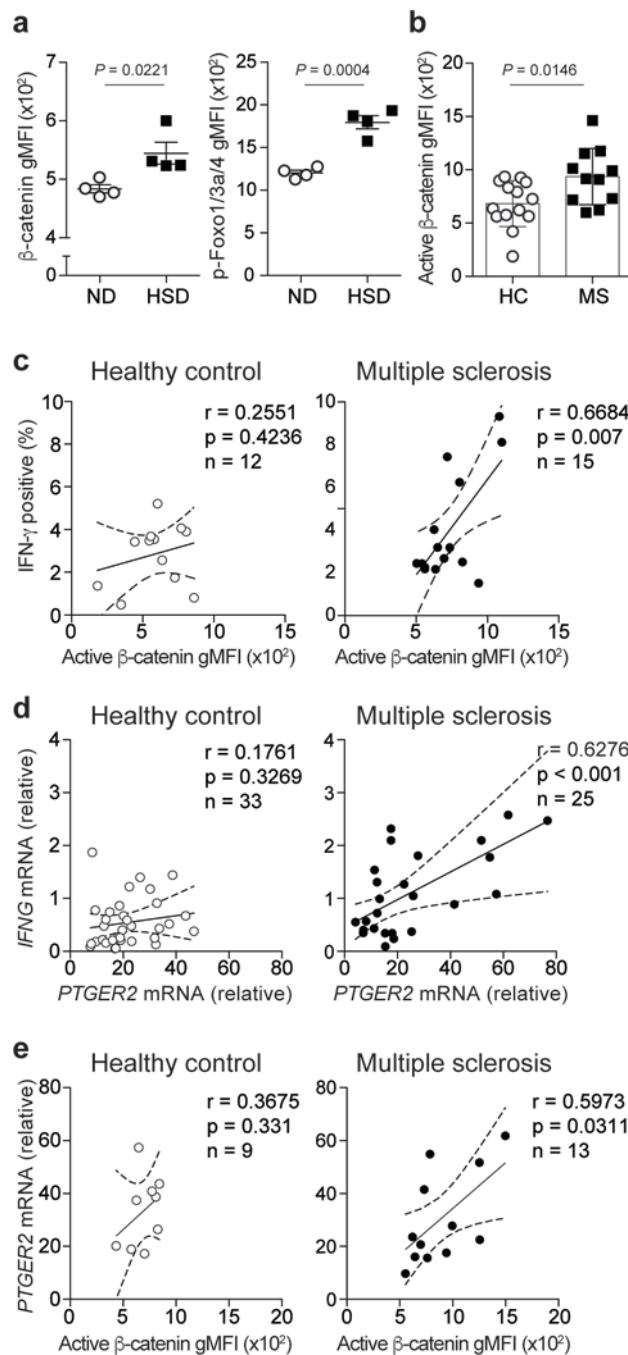 a
b
β-catenin gMFI (x10²)
7
6
5
4
0
P = 0.0221
ND
HSD
p-Foxo1/3a/4 gMFI (x10²)
25
20
15
10
5
0
P = 0.0004
ND
HSD
Active β-catenin gMFI (x10²)
20
15
10
5
0
P = 0.0146
HC
MS
c
Healthy control
Multiple sclerosis
IFN-γ positive (%)
10
8
6
4
2
0
r = 0.2551
p = 0.4236
n = 12
0
5
10
15
Active β-catenin gMFI (x10²)
10
8
6
4
2
0
r = 0.6684
p = 0.007
n = 15
0
5
10
15
Active β-catenin gMFI (x10²)
d
Healthy control
Multiple sclerosis
IFNG mRNA (relative)
4
3
2
1
0
r = 0.1761
p = 0.3269
n = 33
0
20
40
60
80
PTGER2 mRNA (relative)
4
3
2
1
0
r = 0.6276
p < 0.001
n = 25
0
20
40
60
80
PTGER2 mRNA (relative)
e
Healthy control
Multiple sclerosis
PTGER2 mRNA (relative)
80
60
40
20
0
r = 0.3675
p = 0.331
n = 9
0
5
10
15
20
Active β-catenin gMFI (x10²)
80
60
40
20
0
r = 0.5973
p = 0.0311
n = 13
0
5
10
15
20
Active β-catenin gMFI (x10²)